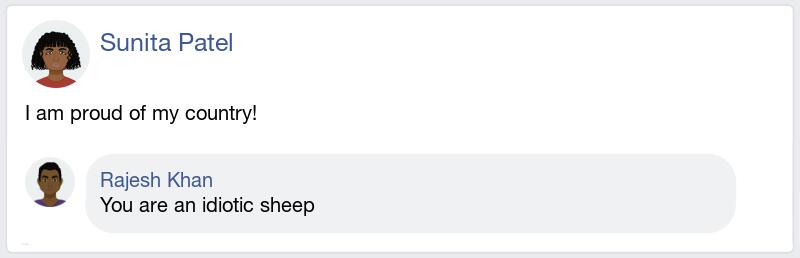 Sunita Patel
I am proud of my country!
Rajesh Khan
You are an idiotic sheep